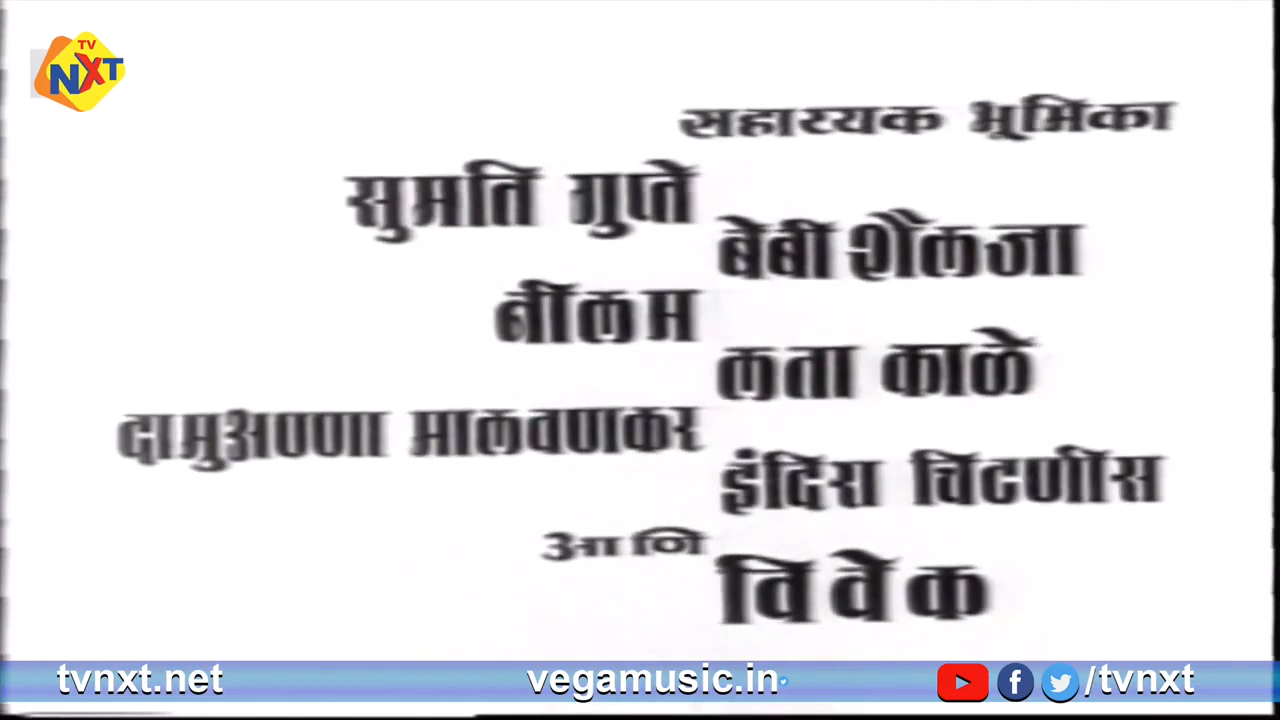 TV
NXT
सहाय्यक भूमिका
सुमति गुप्ते
बेबी शैलजा
नीलम
लता काळे
दामुअण्णा मालवणकर
इंदिरा चिटणीस
आणि
विवेक
tvnxt.net
vegamusic.in
/tvnxt